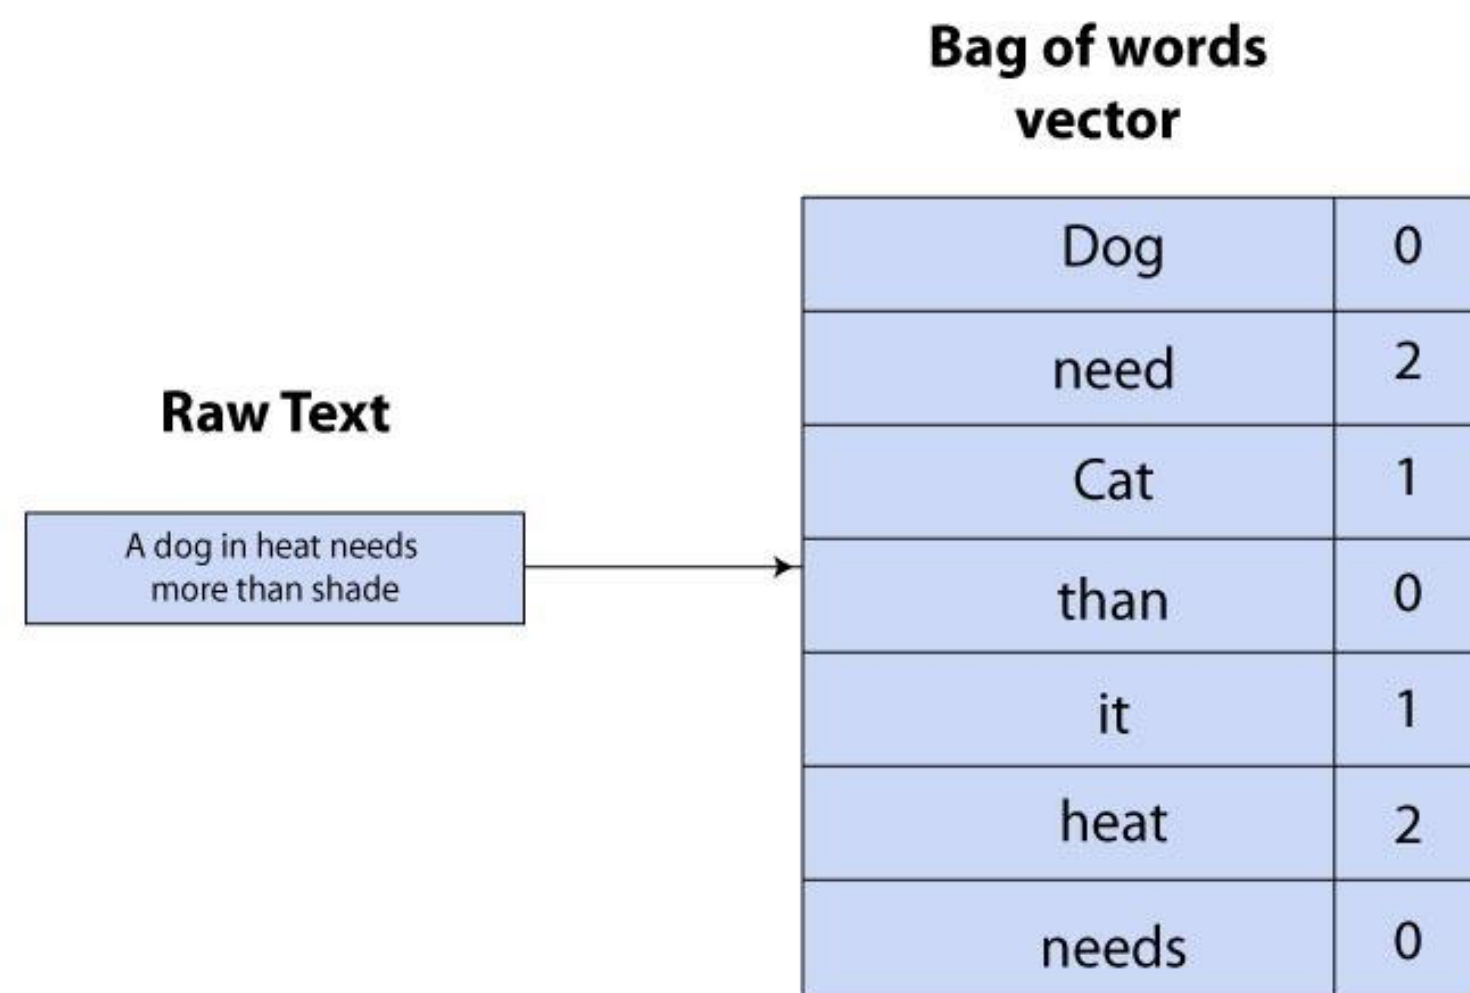 Bag of words
vector
Raw Text
A dog in heat needs
more than shade
Dog 0
need 2
Cat 1
than 0
it 1
heat 2
needs 0